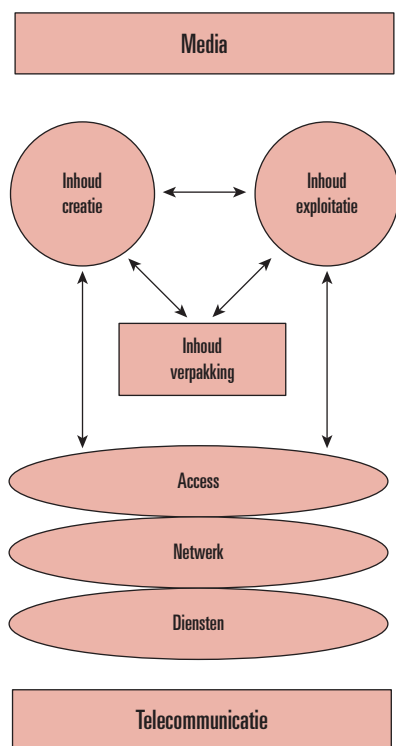 Media
Inhoud
creatie
Inhoud
exploitatie
Inhoud
verpakking
Access
Netwerk
Diensten
Telecommunicatie